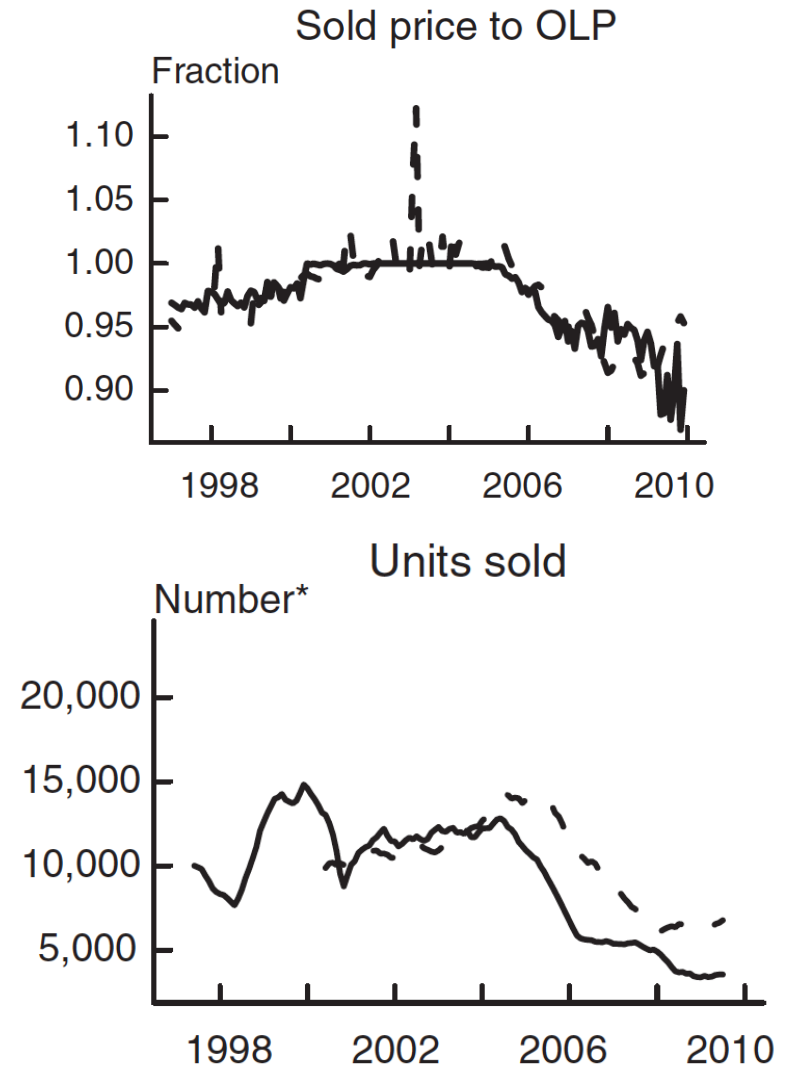 Sold price to OLP
Fraction
1.10
1.05
1.00
0.95
0.90
1998 2002 2006 2010
Units sold
Number*
20,000
15,000
10,000
5,000
1998 2002 2006 2010